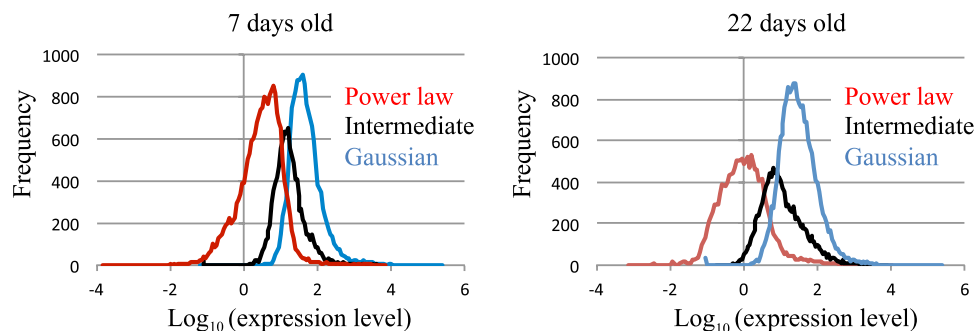 7 days old
1000
800
600
400
200
0
Frequency
Power law
Intermediate
Gaussian
-4 -2 0 2 4 6
Log10 (expression level)
22 days old
1000
800
600
400
200
0
Frequency
Power law
Intermediate
Gaussian
-4 -2 0 2 4 6
Log10 (expression level)